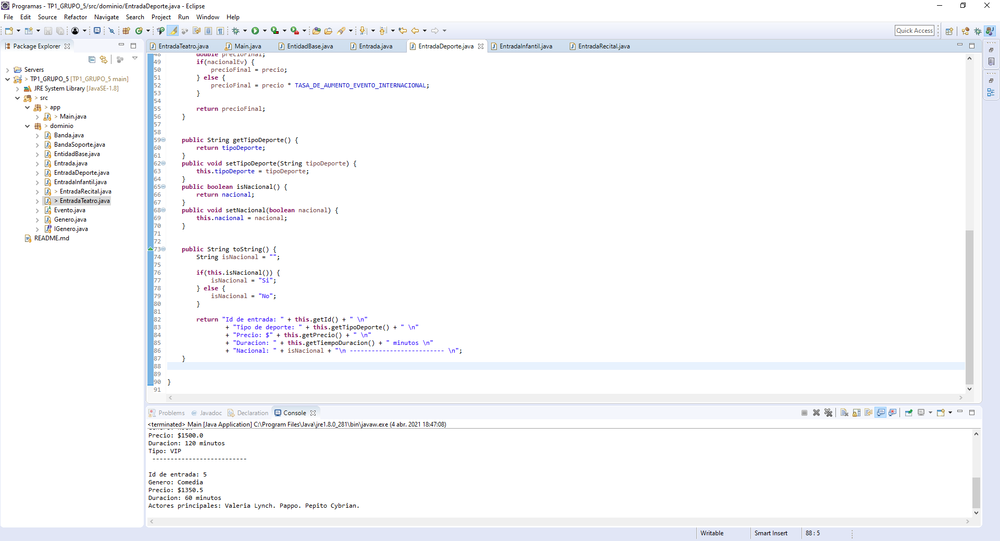 Programas - TP1_GRUPO_5/src/dominio/EntradaDeporte.java - Eclipse
File Edit Source Refactor Navigate Search Project Run Window Help
Quick Access
Package Explorer
Servers
> TP1_GRUPO_5 [TP1_GRUPO_5 main]
JRE System Library [JavaSE-1.8]
> src
> app
> Main.java
> dominio
Banda.java
BandaSoporte.java
EntidadBase.java
Entrada.java
EntradaDeporte.java
EntradaInfantil.java
> EntradaRecital.java
> EntradaTeatro.java
Evento.java
Genero.java
IGenero.java
README.md
EntradaTeatro.java Main.java EntidadBase.java Entrada.java EntradaDeporte.java EntradaInfantil.java EntradaRecital.java
48 double precioFinal;
49 if(nacionalEv) {
50 precioFinal = precio;
51 } else {
52 precioFinal = precio * TASA_DE_AUMENTO_EVENTO_INTERNACIONAL;
53 }
54
55 return precioFinal;
56 }
57
58
59 public String getTipoDeporte() {
60 return tipoDeporte;
61 }
62 public void setTipoDeporte(String tipoDeporte) {
63 this.tipoDeporte = tipoDeporte;
64 }
65 public boolean isNacional() {
66 return nacional;
67 }
68 public void setNacional(boolean nacional) {
69 this.nacional = nacional;
70 }
71
72
73 public String toString() {
74 String isNacional = "";
75
76 if(this.isNacional()) {
77 isNacional = "Si";
78 } else {
79 isNacional = "No";
80 }
81
82 return "Id de entrada: " + this.getId() + " \n"
83 + "Tipo de deporte: " + this.getTipoDeporte() + " \n"
84 + "Precio: $" + this.getPrecio() + " \n"
85 + "Duracion: " + this.getTiempoDuracion() + " minutos \n"
86 + "Nacional: " + isNacional + "\n -------------------------- \n";
87 }
88
89
90 }
91
Problems @ Javadoc Declaration Console
<terminated> Main [Java Application] C:\Program Files\Java\jre1.8.0_281\bin\javaw.exe (4 abr. 2021 18:47:08)
Precio: $1500.0
Duracion: 120 minutos
Tipo: VIP
--------------------------
Id de entrada: 5
Genero: Comedia
Precio: $1350.5
Duracion: 60 minutos
Actores principales: Valeria Lynch. Pappo. Pepito Cybrian.
Writable Smart Insert 88 : 5